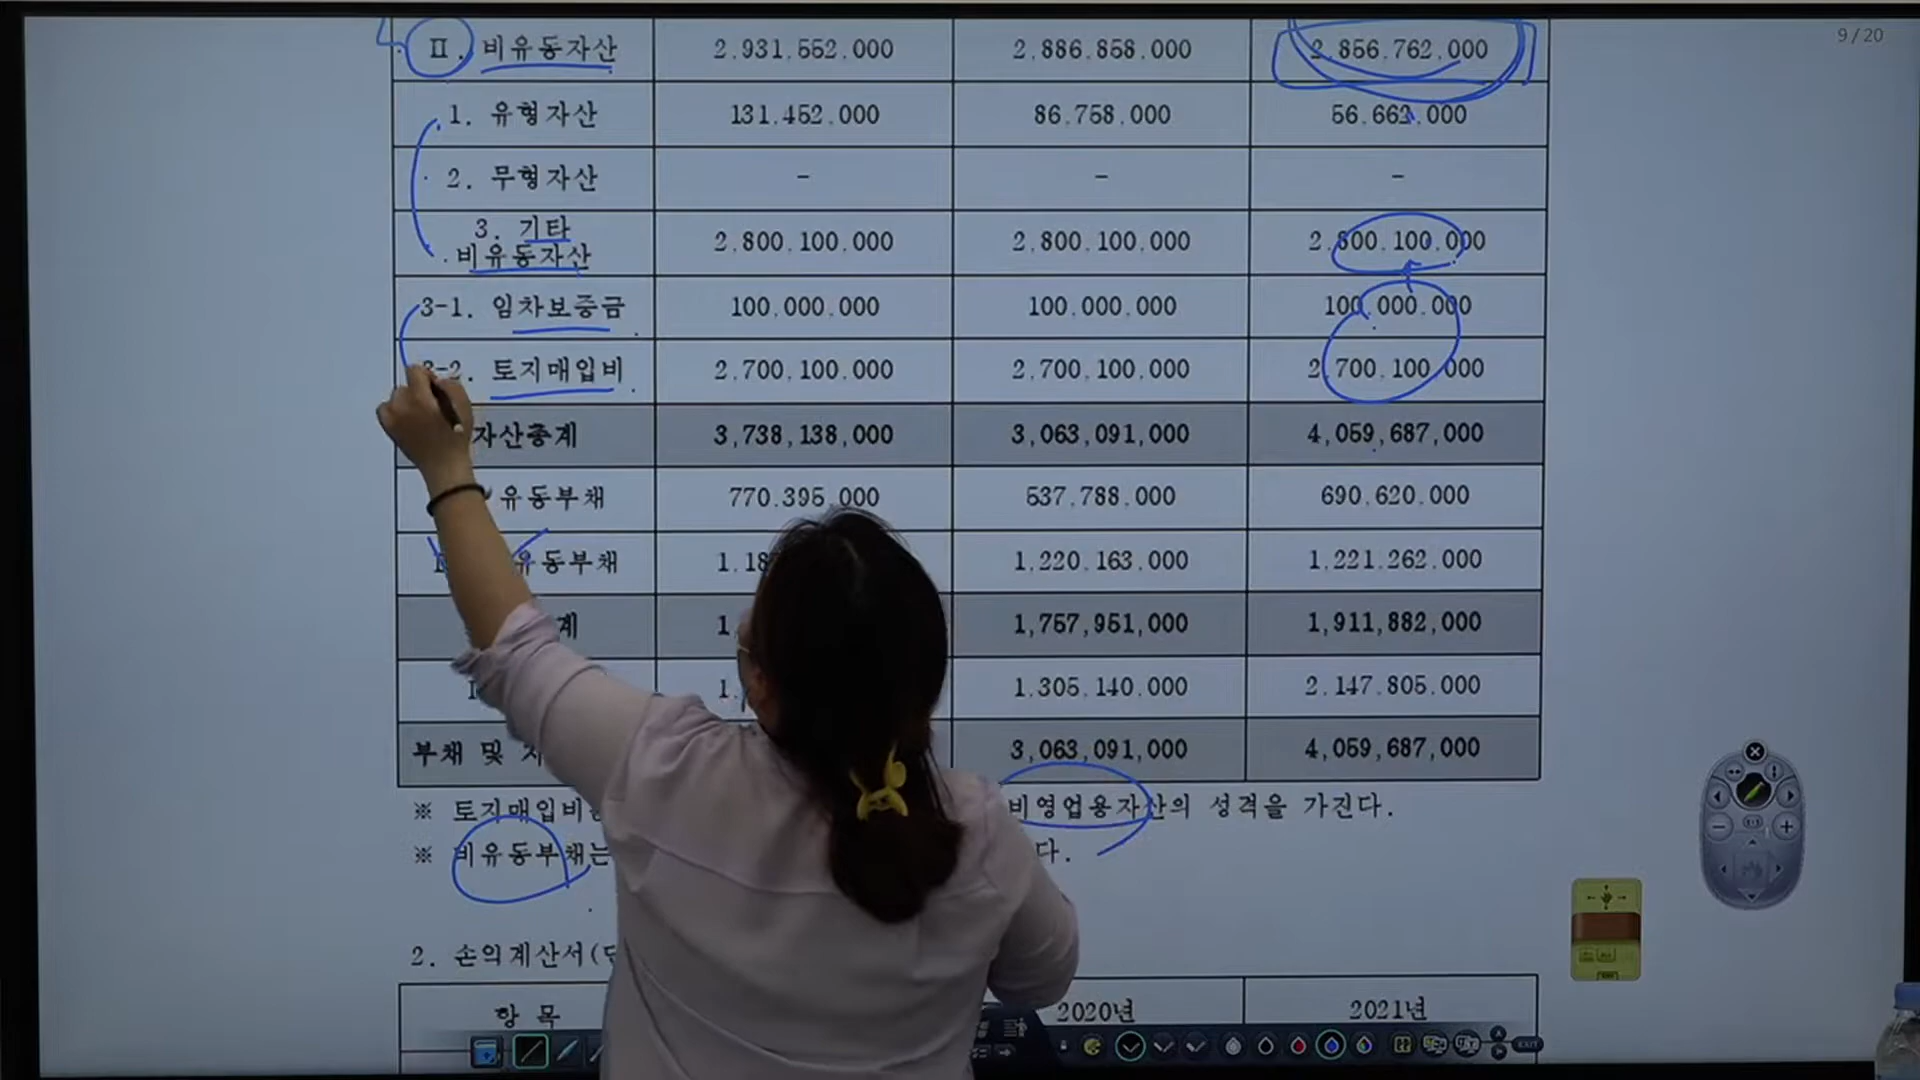 9/20
Ⅱ. 비유동자산 2.931.552.000 2.886.858.000 2.856.762.000
1. 유형자산 131.452.000 86.758.000 56.662.000
2. 무형자산 - - -
3. 기타
비유동자산 2.800.100.000 2.800.100.000 2.800.100.000
3-1. 임차보증금 100.000.000 100.000.000 100.000.000
3-2. 토지매입비 2.700.100.000 2.700.100.000 2.700.100.000
자산총계 3,738,138,000 3,063,091,000 4,059,687,000
유동부채 770.395.000 537.788.000 690.620.000
유동부채 1.18 1.220.163.000 1.221.262.000
계 1. 1,757,951,000 1,911,882,000
1. 1.305.140.000 2.147.805.000
부채 및 3,063,091,000 4,059,687,000
※ 토지매입비는 비영업용자산의 성격을 가진다.
※ 비유동부채는 다.
2. 손익계산서(단
항 목 2020년 2021년
EXIT